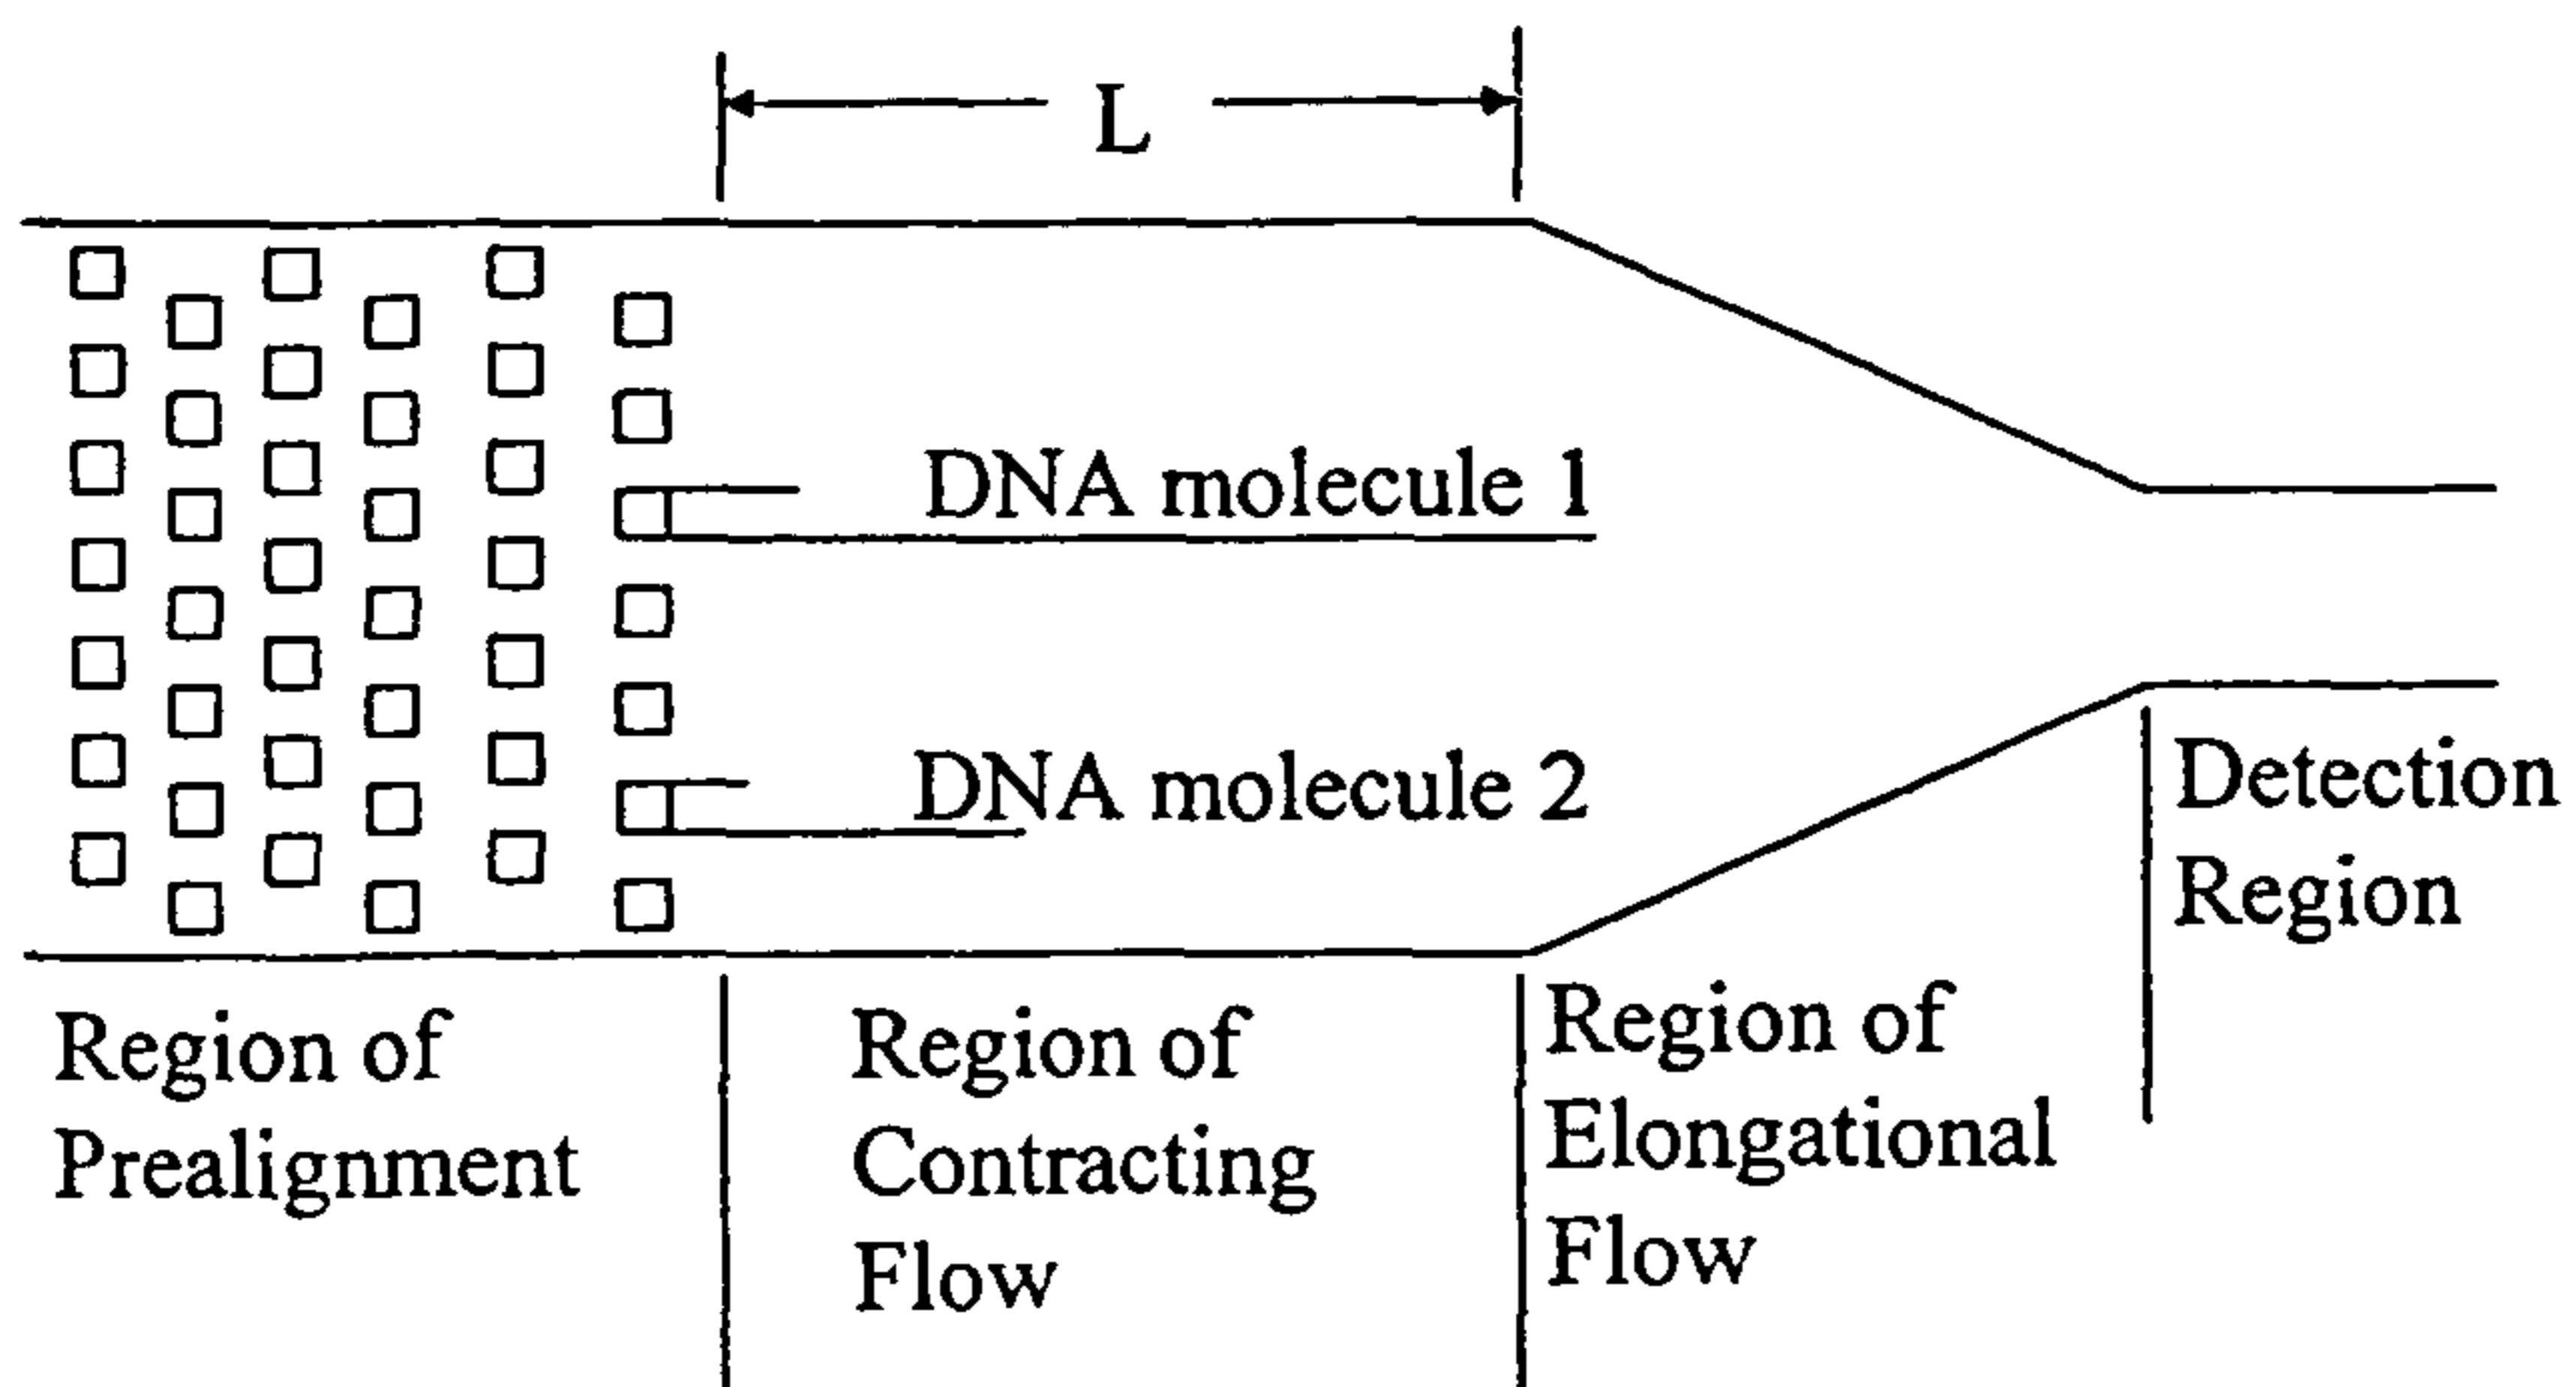 L
DNA molecule 1
DNA molecule 2
Detection
Region
Region of
Prealignment
Region of
Contracting
Flow
Region of
Elongational
Flow